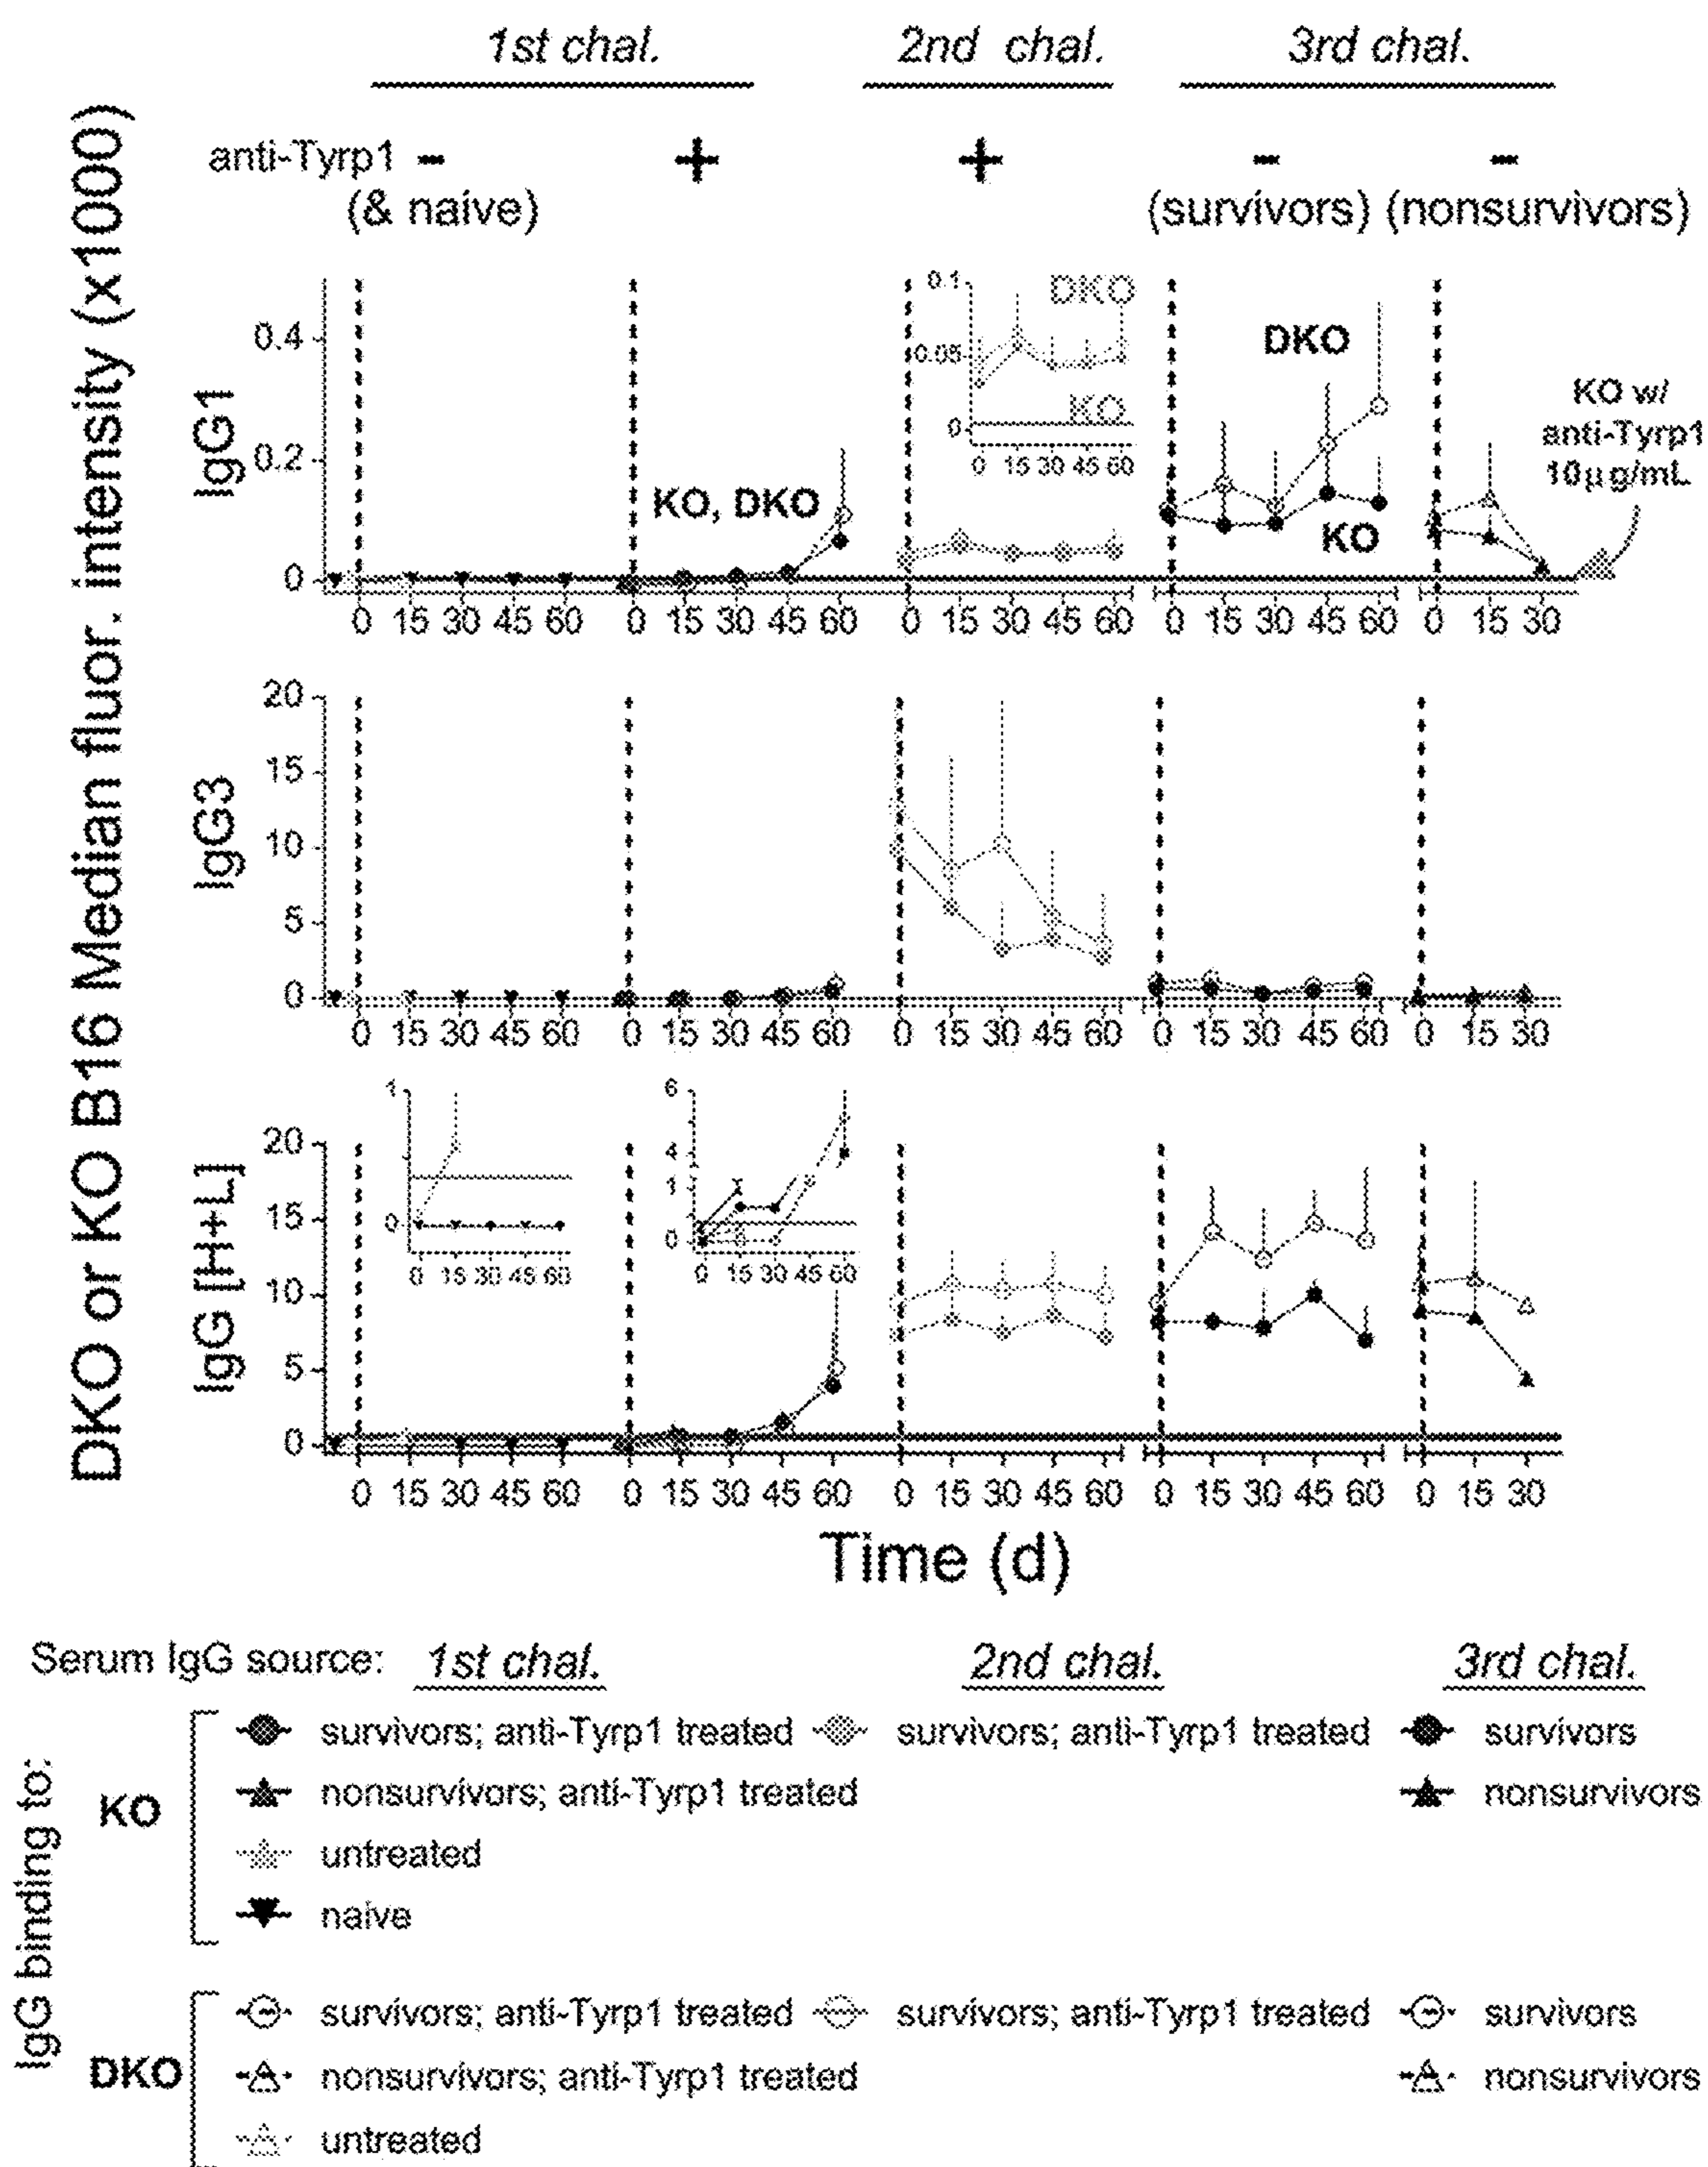 1st chal. 2nd chal. 3rd chal.
anti-Tyrp1 - + + - -
(& naive) (survivors) (nonsurvivors)
DKO or KO B16 Median fluor. intensity (x1000)
IgG1
0.4
0.2
0
KO, DKO
0.1
0.05
0
DKO
KO
0 15 30 45 60
DKO
KO
KO w/
anti-Tyrp1
10µg/mL
0 15 30 45 60 0 15 30 45 60 0 15 30 45 60 0 15 30 45 60 0 15 30
IgG3
20
15
10
5
0
0 15 30 45 60 0 15 30 45 60 0 15 30 45 60 0 15 30 45 60 0 15 30
IgG [H+L]
20
15
10
5
0
1
0
0 15 30 45 60
6
4
1
0
0 15 30 45 60
0 15 30 45 60 0 15 30 45 60 0 15 30 45 60 0 15 30 45 60 0 15 30
Time (d)
Serum IgG source: 1st chal. 2nd chal. 3rd chal.
IgG binding to:
KO
survivors; anti-Tyrp1 treated survivors; anti-Tyrp1 treated survivors
nonsurvivors; anti-Tyrp1 treated nonsurvivors
untreated
naive
DKO
survivors; anti-Tyrp1 treated survivors; anti-Tyrp1 treated survivors
nonsurvivors; anti-Tyrp1 treated nonsurvivors
untreated